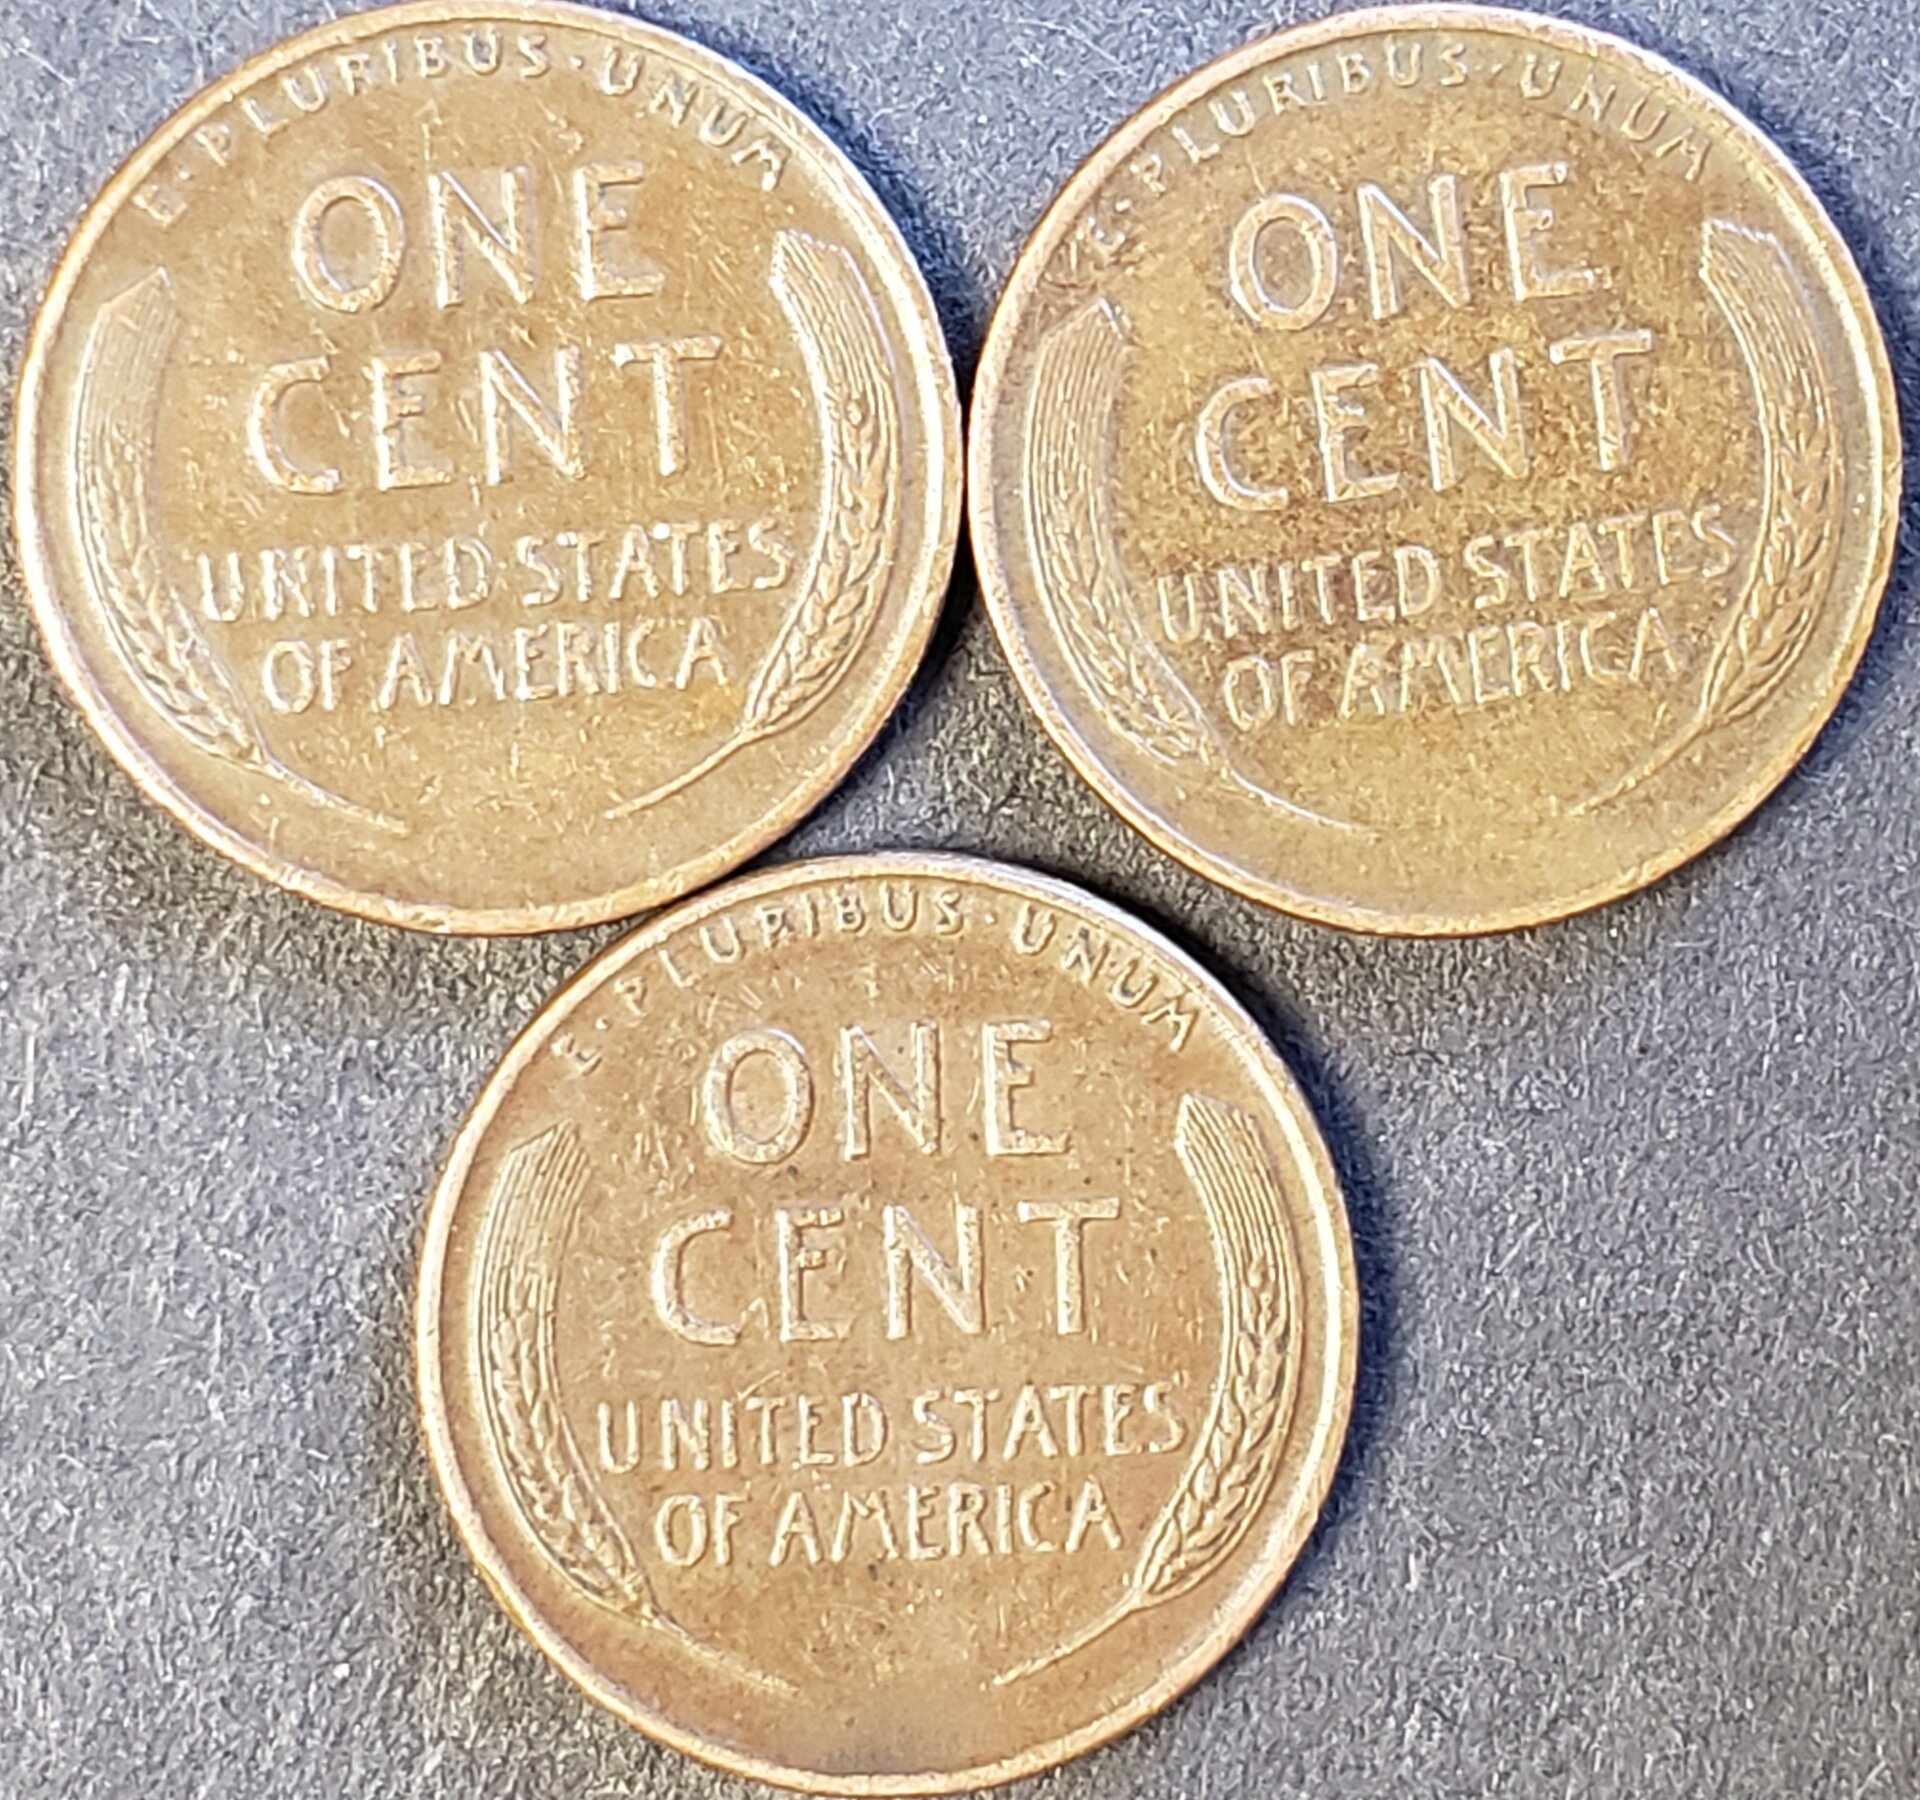 E·PLURIBUS·UNUM
ONE
CENT
UNITED STATES
OF AMERICA
E·PLURIBUS·UNUM
ONE
CENT
UNITED STATES
OF AMERICA
E·PLURIBUS·UNUM
ONE
CENT
UNITED STATES
OF AMERICA